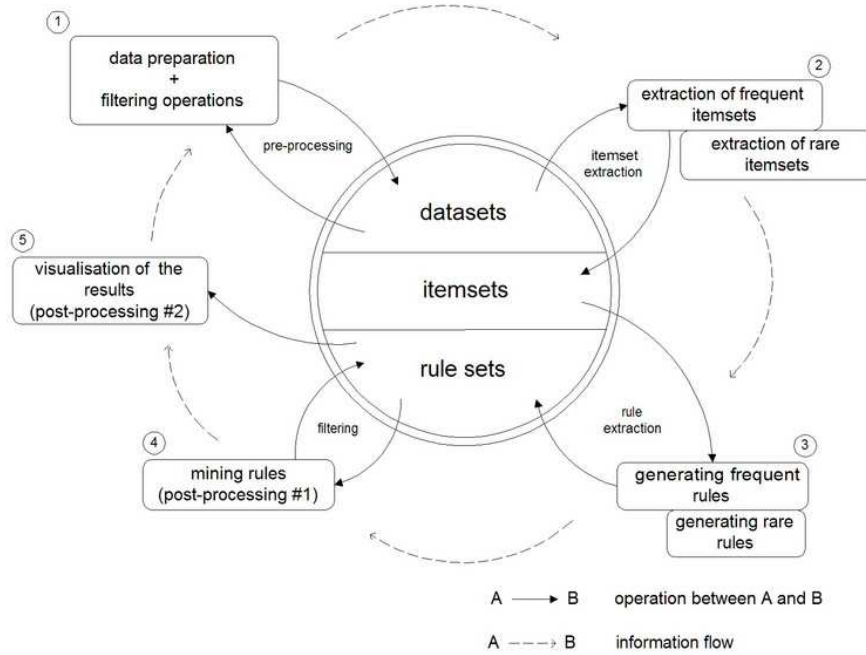 1
data preparation
+
filtering operations
2
extraction of frequent
itemsets
extraction of rare
itemsets
pre-processing
itemset
extraction
datasets
5
visualisation of the
results
(post-processing #2)
itemsets
rule sets
filtering
rule
extraction
4
mining rules
(post-processing #1)
3
generating frequent
rules
generating rare
rules
A B operation between A and B
A B information flow